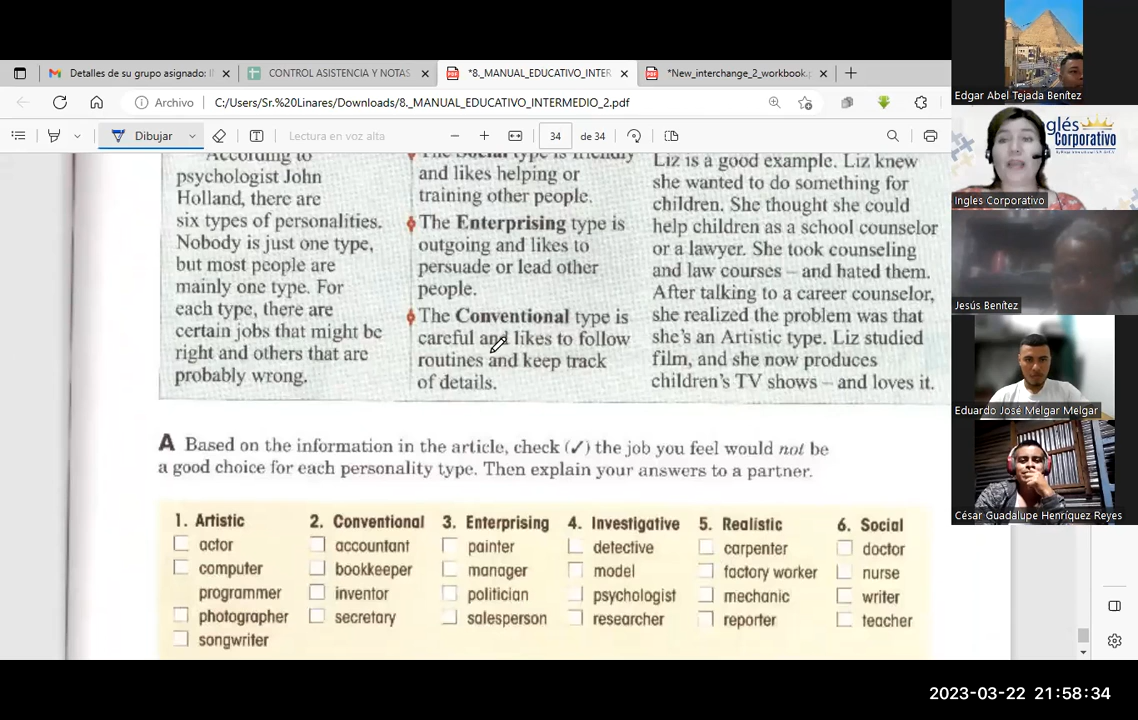 Detalles de su grupo asignado: II
CONTROL ASISTENCIA Y NOTAS
*8._MANUAL_EDUCATIVO_INTER
*New_interchange_2_workbook.p
Archivo
C:/Users/Sr.%20Linares/Downloads/8._MANUAL_EDUCATIVO_INTERMEDIO_2.pdf
Dibujar
Lectura en voz alta
34
de 34
According to
psychologist John
Holland, there are
six types of personalities.
Nobody is just one type,
but most people are
mainly one type. For
each type, there are
certain jobs that might be
right and others that are
probably wrong.
The Social type is friendly
and likes helping or
training other people.
The Enterprising type is
outgoing and likes to
persuade or lead other
people.
The Conventional type is
careful and likes to follow
routines and keep track
of details.
Liz is a good example. Liz knew
she wanted to do something for
children. She thought she could
help children as a school counselor
or a lawyer. She took counseling
and law courses – and hated them.
After talking to a career counselor,
she realized the problem was that
she's an Artistic type. Liz studied
film, and she now produces
children's TV shows – and loves it.
A Based on the information in the article, check (✓) the job you feel would not be
a good choice for each personality type. Then explain your answers to a partner.
1. Artistic
actor
computer
programmer
photographer
songwriter
2. Conventional
accountant
bookkeeper
inventor
secretary
3. Enterprising
painter
manager
politician
salesperson
4. Investigative
detective
model
psychologist
researcher
5. Realistic
carpenter
factory worker
mechanic
reporter
6. Social
doctor
nurse
writer
teacher
Edgar Abel Tejada Benítez
glés
Corporativo
Ingles Corporativo
Jesús Benítez
Eduardo José Melgar Melgar
César Guadalupe Henríquez Reyes
2023-03-22 21:58:34